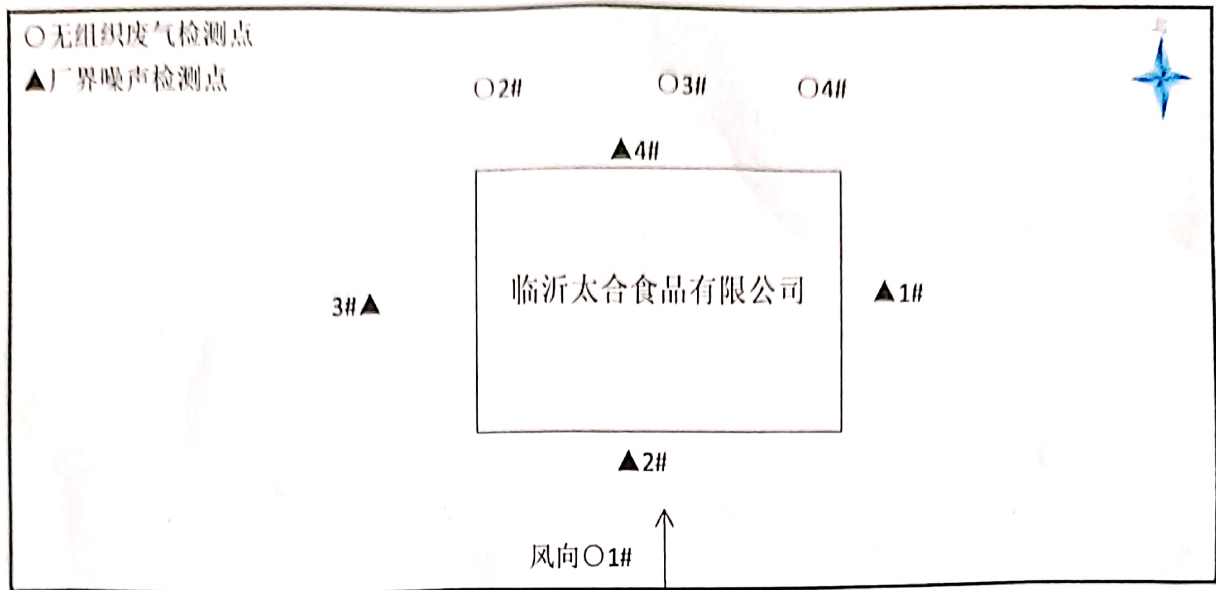 ○无组织废气检测点
▲厂界噪声检测点
北
○2# ○3# ○4#
▲4#
临沂太合食品有限公司
3#▲ ▲1#
▲2#
风向○1#